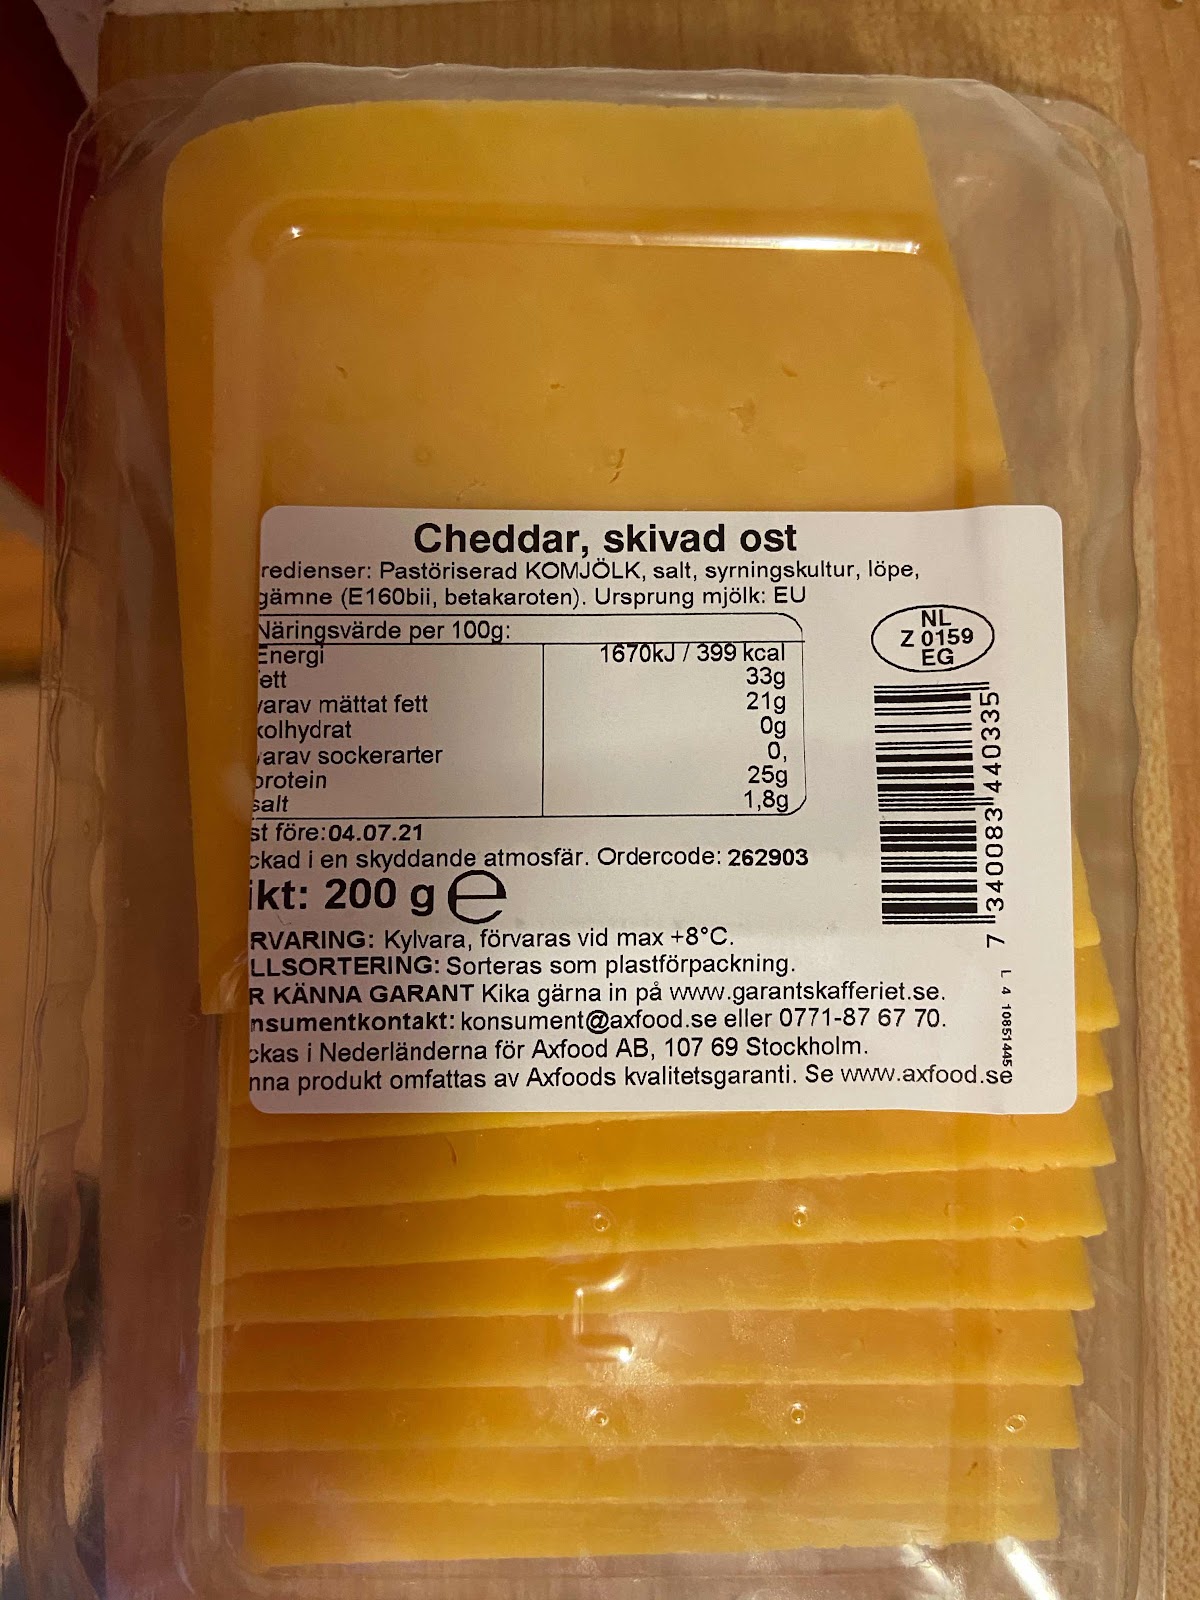 Cheddar, skivad ost
redienser: Pastöriserad KOMJÖLK, salt, syrningskultur, löpe,
gämne (E160bii, betakaroten). Ursprung mjölk: EU
Näringsvärde per 100g:
Energi 1670kJ / 399 kcal
ett 33g
varav mättat fett 21g
kolhydrat 0g
varav sockerarter 0,
protein 25g
salt 1,8g
st före:04.07.21
ckad i en skyddande atmosfär. Ordercode: 262903
ikt: 200 g e
RVARING: Kylvara, förvaras vid max +8°C.
LLSORTERING: Sorteras som plastförpackning.
R KÄNNA GARANT Kika gärna in på www.garantskafferiet.se.
nsumentkontakt: konsument@axfood.se eller 0771-87 67 70.
ckas i Nederländerna för Axfood AB, 107 69 Stockholm.
nna produkt omfattas av Axfoods kvalitetsgaranti. Se www.axfood.se
NL
Z 0159
EG
7 340083 440335
L 4 10851445